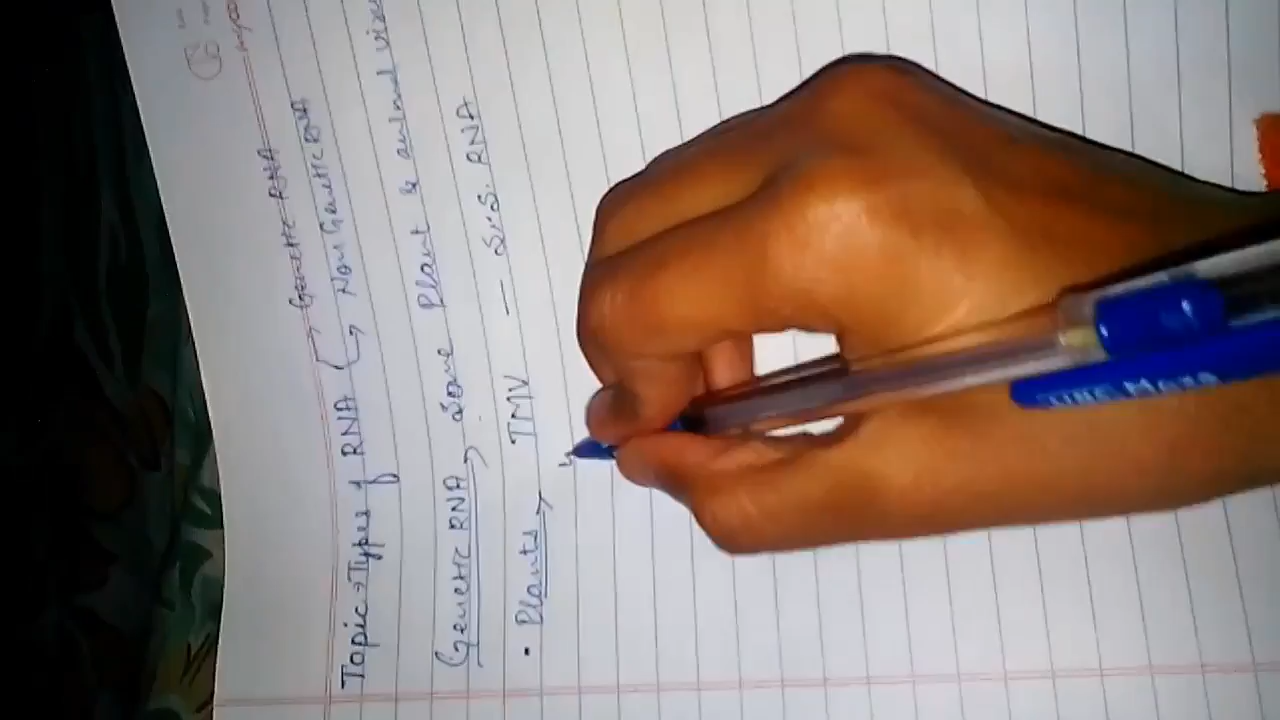 → Genetic RNA
Topic → Types of RNA ( → Non Genetic RNA
Genetic RNA → Some Plant & animal virus
• Plants → TMV — S.S. RNA